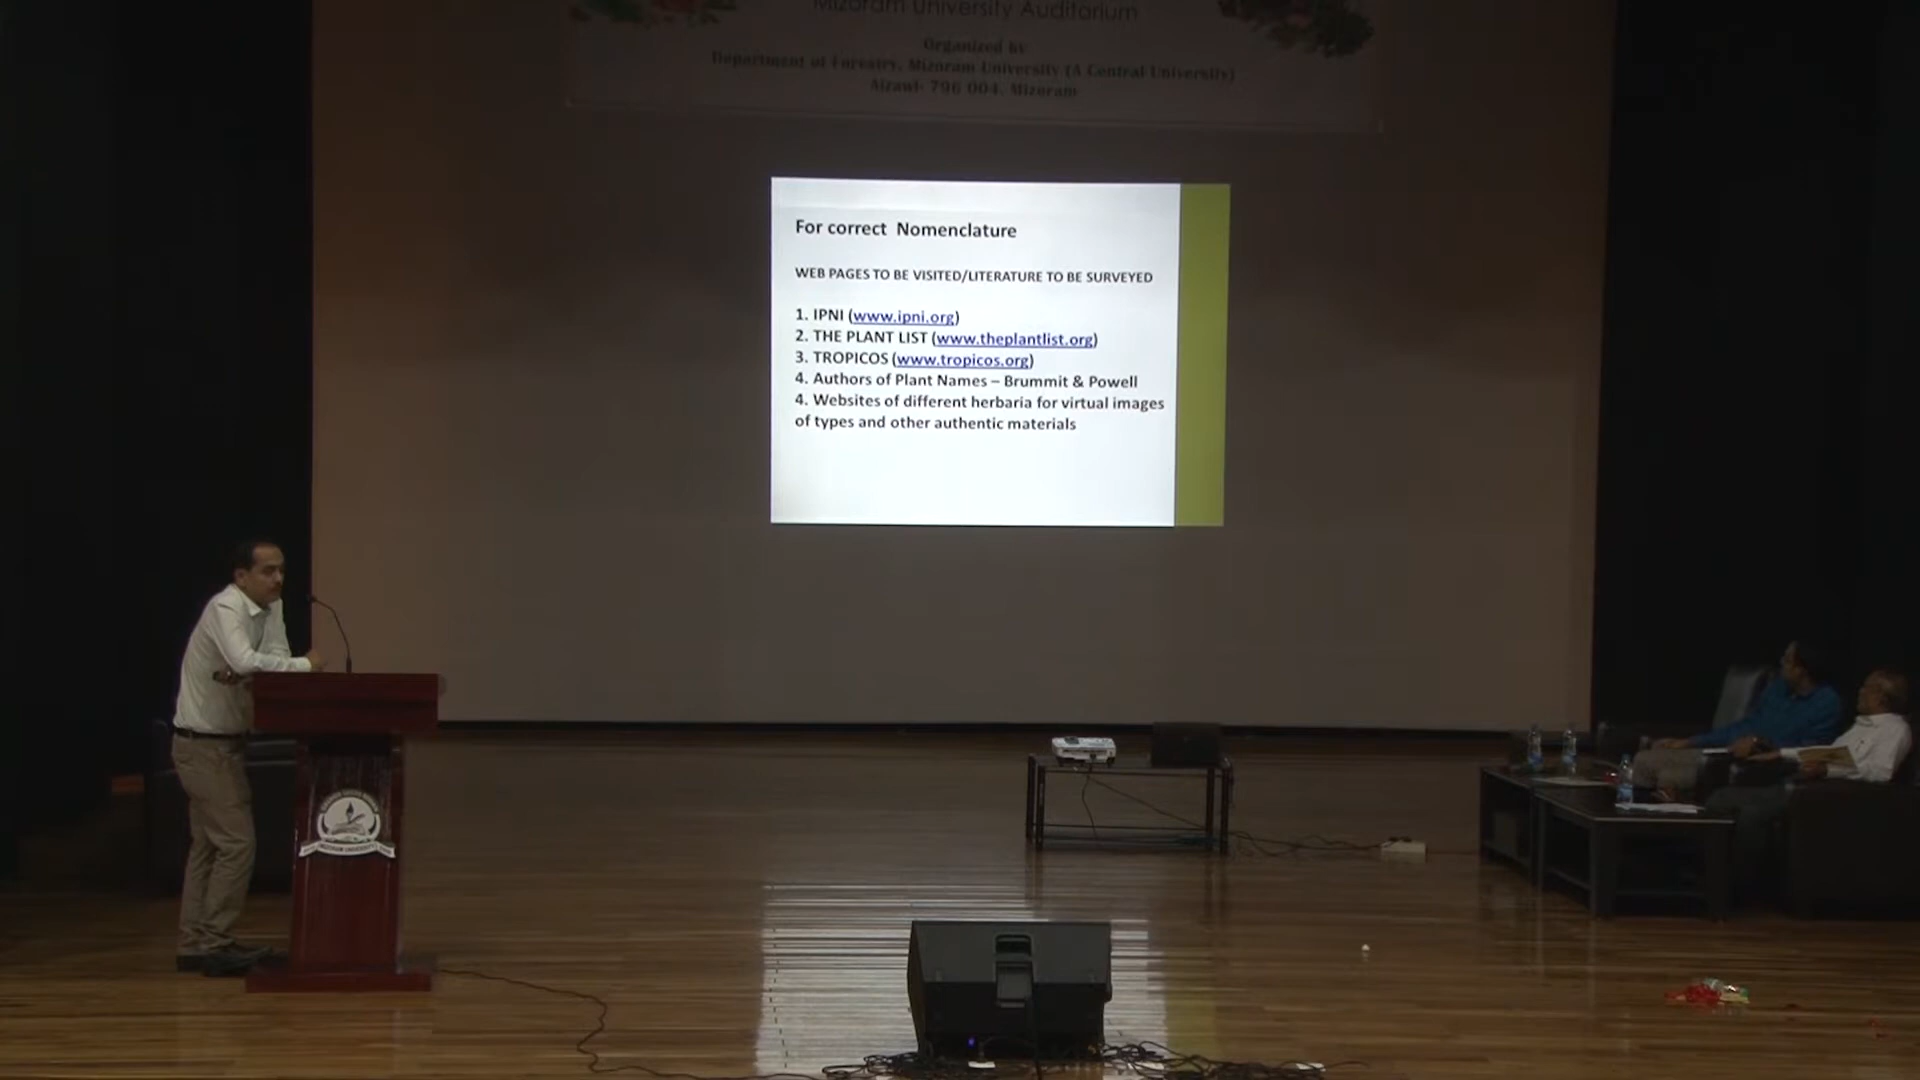 Mizoram University Auditorium
Organized by
Department of Forestry, Mizoram University (A Central University)
Aizawl- 796 004, Mizoram
For correct Nomenclature
WEB PAGES TO BE VISITED/LITERATURE TO BE SURVEYED
1. IPNI (www.ipni.org)
2. THE PLANT LIST (www.theplantlist.org)
3. TROPICOS (www.tropicos.org)
4. Authors of Plant Names – Brummit & Powell
4. Websites of different herbaria for virtual images
of types and other authentic materials
MIZORAM UNIVERSITY